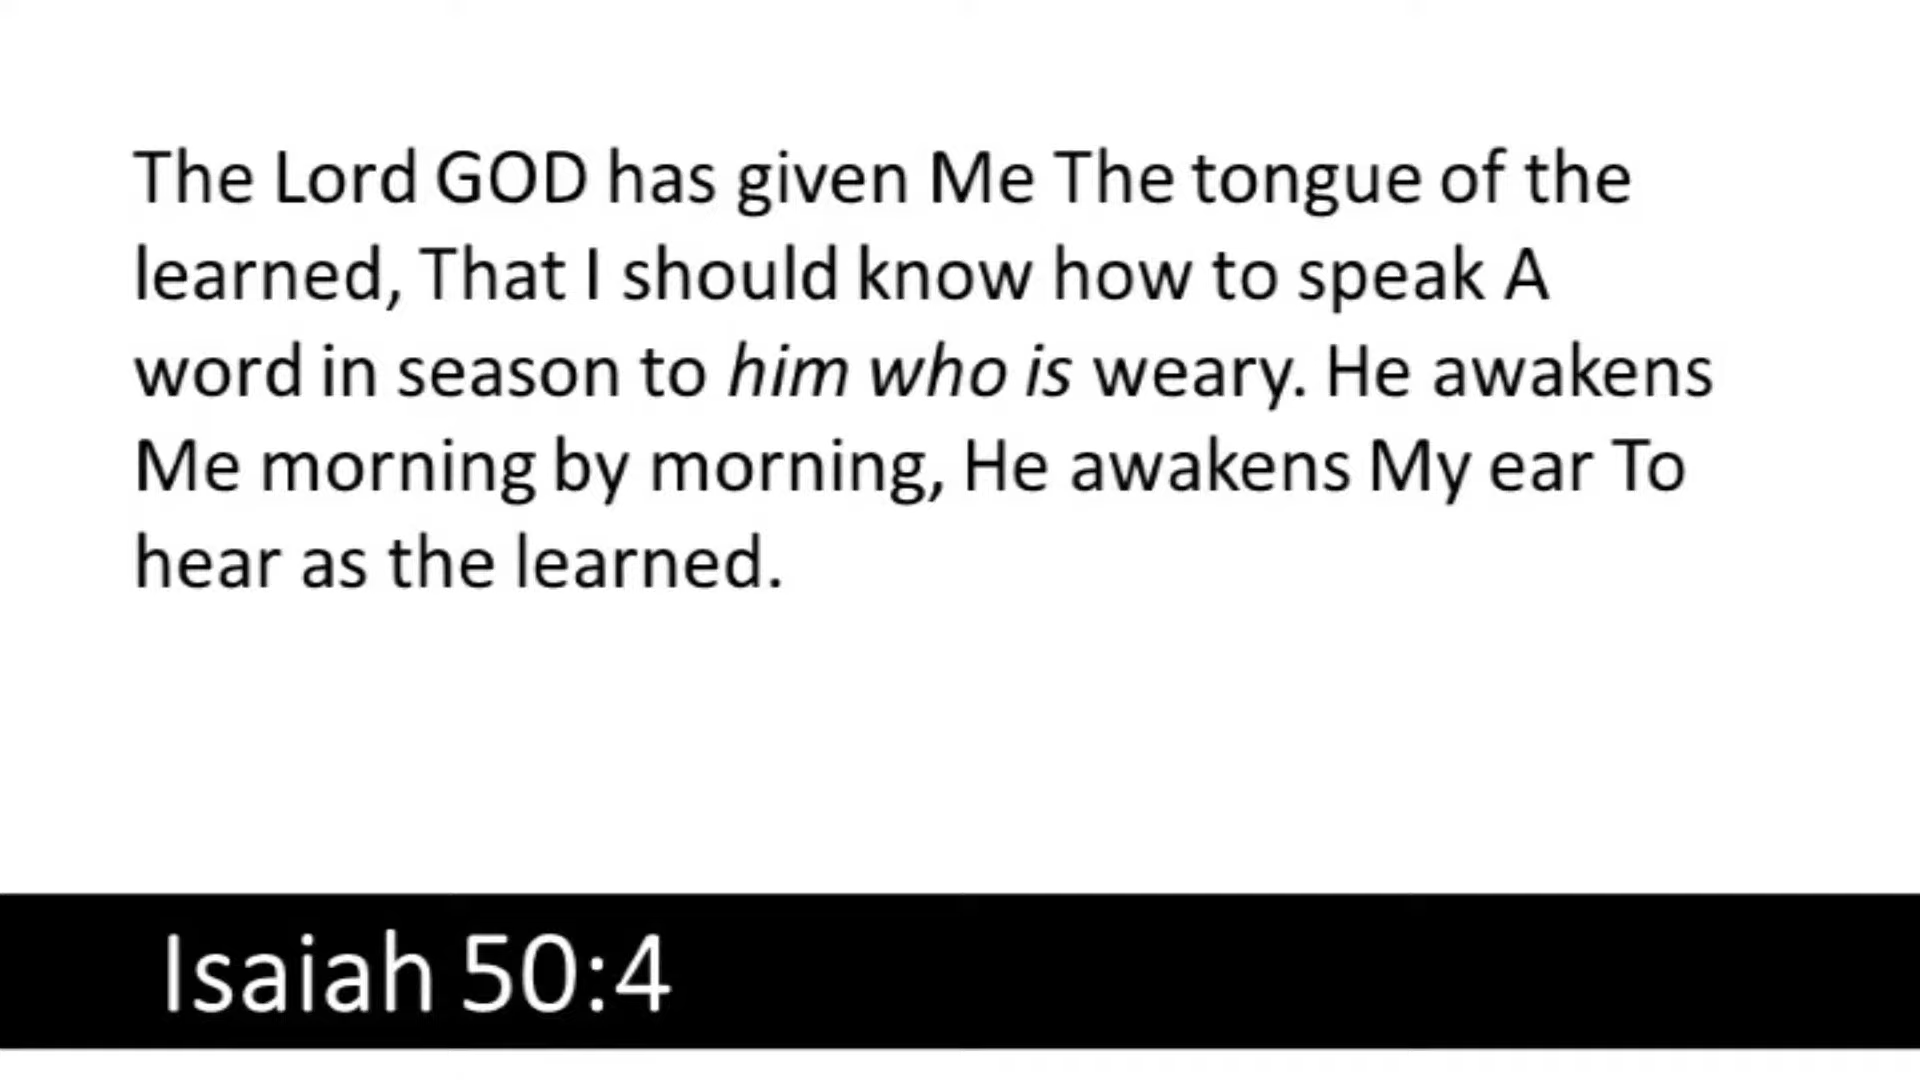 The Lord GOD has given Me The tongue of the
learned, That I should know how to speak A
word in season to him who is weary. He awakens
Me morning by morning, He awakens My ear To
hear as the learned.
Isaiah 50:4